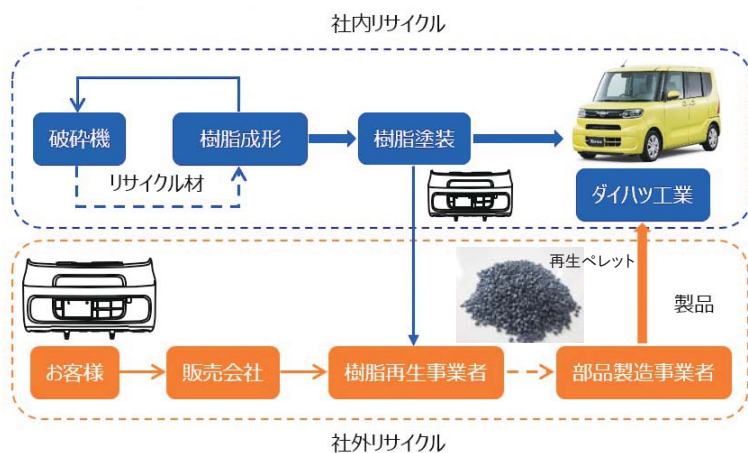 社内リサイクル
破砕機
樹脂成形
樹脂塗装
リサイクル材
ダイハツ工業
再生ペレット
製品
お客様
販売会社
樹脂再生事業者
部品製造事業者
社外リサイクル